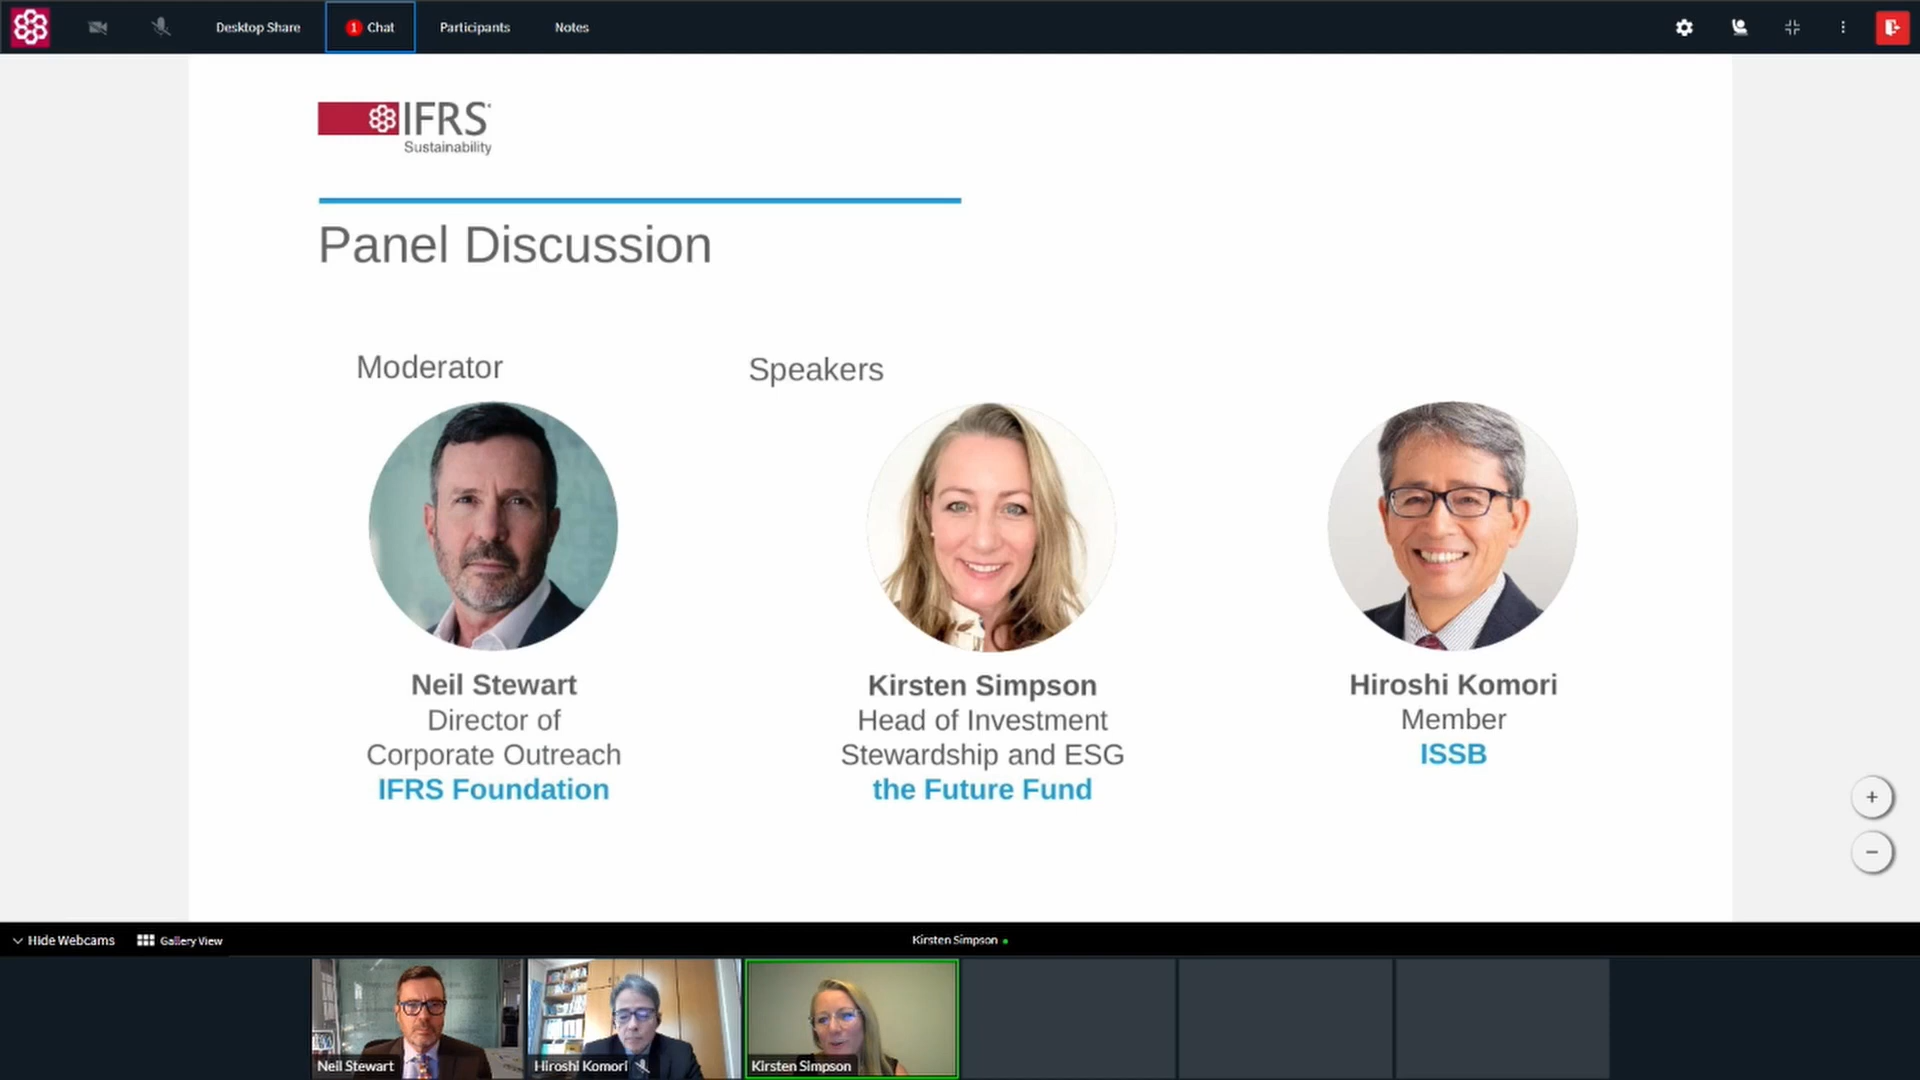 Desktop Share
1 Chat
Participants
Notes
IFRS
Sustainability
Panel Discussion
Moderator
Speakers
Neil Stewart
Director of
Corporate Outreach
IFRS Foundation
Kirsten Simpson
Head of Investment
Stewardship and ESG
the Future Fund
Hiroshi Komori
Member
ISSB
Hide Webcams
Gallery View
Kirsten Simpson
Neil Stewart
Hiroshi Komori
Kirsten Simpson